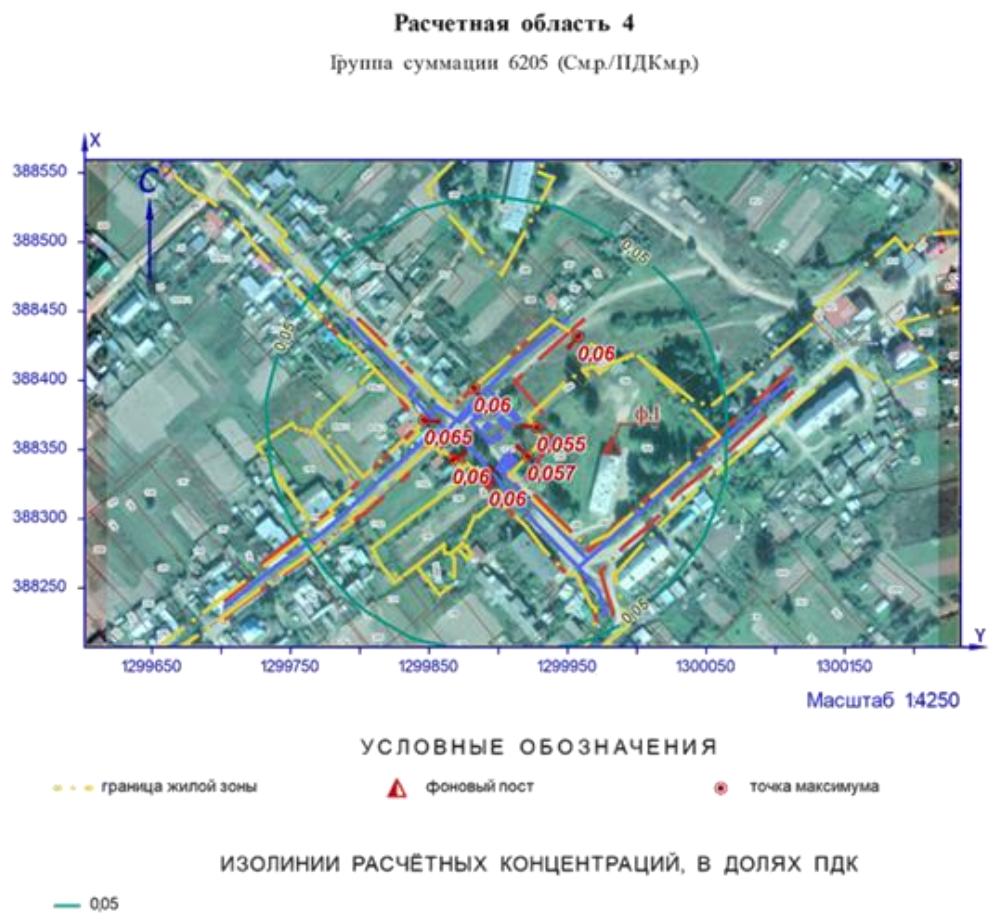 Расчетная область 4
Группа суммации 6205 (См.р./ПДКм.р.)
X
388550
С
388500
0,05
388450
0,05
0,06
388400
0,06
ф.1
0,065
0,055
388350
0,06
0,057
0,06
388300
388250
0,05
Y
1299650 1299750 1299850 1299950 1300050 1300150
Масштаб 1:4250
УСЛОВНЫЕ ОБОЗНАЧЕНИЯ
граница жилой зоны фоновый пост точка максимума
ИЗОЛИНИИ РАСЧЁТНЫХ КОНЦЕНТРАЦИЙ, В ДОЛЯХ ПДК
0,05